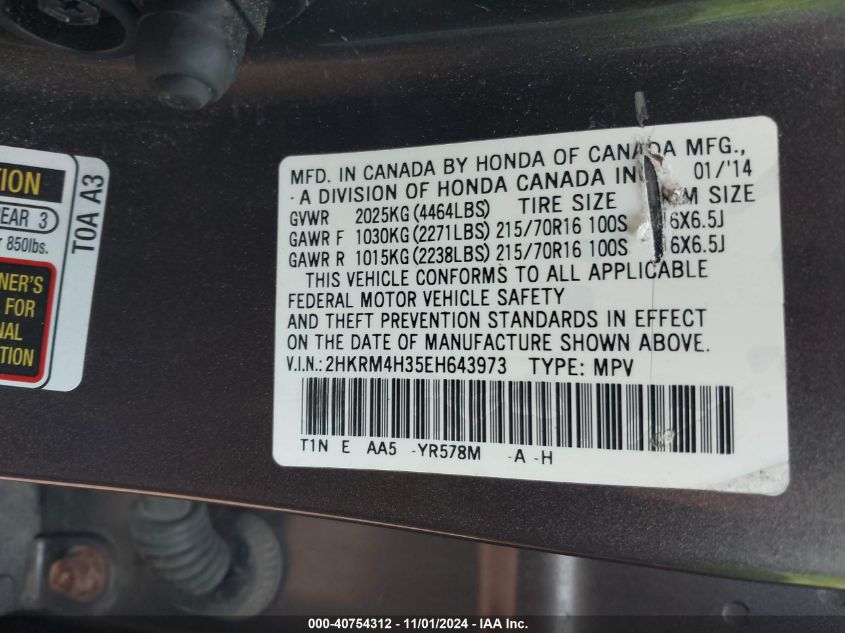 TION
REAR 3
r 850lbs.
NER'S
FOR
NAL
TION
T0A A3
MFD. IN CANADA BY HONDA OF CANADA MFG.,
A DIVISION OF HONDA CANADA IN 01/'14
GVWR 2025KG (4464LBS) TIRE SIZE M SIZE
GAWR F 1030KG (2271LBS) 215/70R16 100S 6X6.5J
GAWR R 1015KG (2238LBS) 215/70R16 100S 6X6.5J
THIS VEHICLE CONFORMS TO ALL APPLICABLE
FEDERAL MOTOR VEHICLE SAFETY
AND THEFT PREVENTION STANDARDS IN EFFECT
ON THE DATE OF MANUFACTURE SHOWN ABOVE.
V.I.N.: 2HKRM4H35EH643973 TYPE: MPV
T1N E AA5 -YR578M -A -H
000-40754312 - 11/01/2024 - IAA Inc.